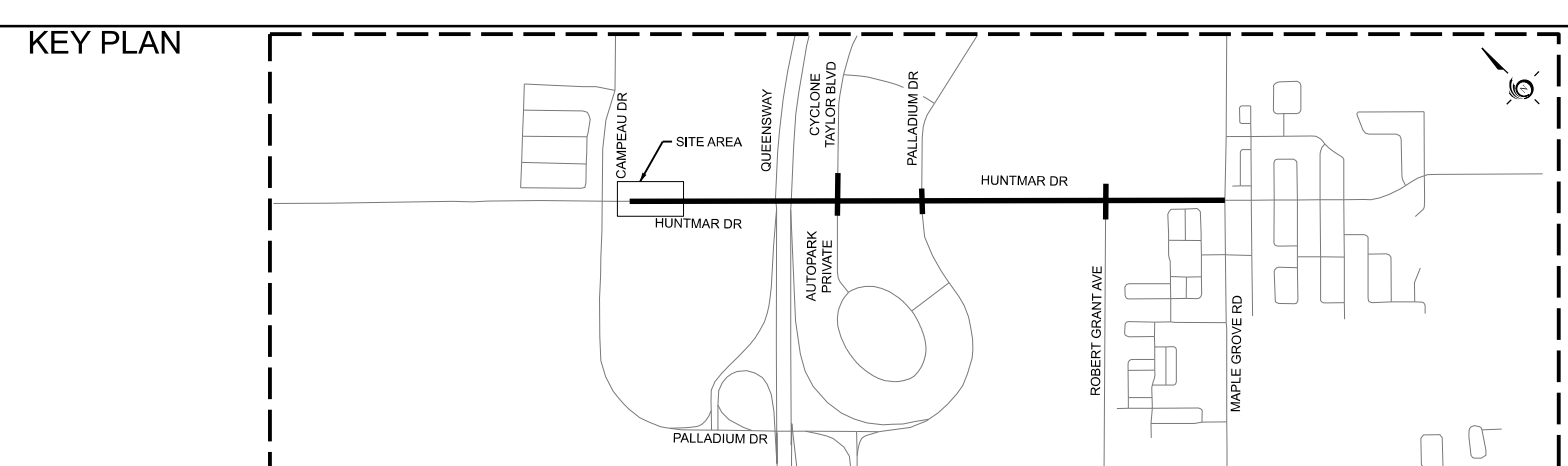 KEY PLAN
CAMPEAU DR
SITE AREA
QUEENSWAY
CYCLONE
TAYLOR BLVD
PALLADIUM DR
HUNTMAR DR
HUNTMAR DR
AUTOPARK
PRIVATE
ROBERT GRANT AVE
MAPLE GROVE RD
PALLADIUM DR